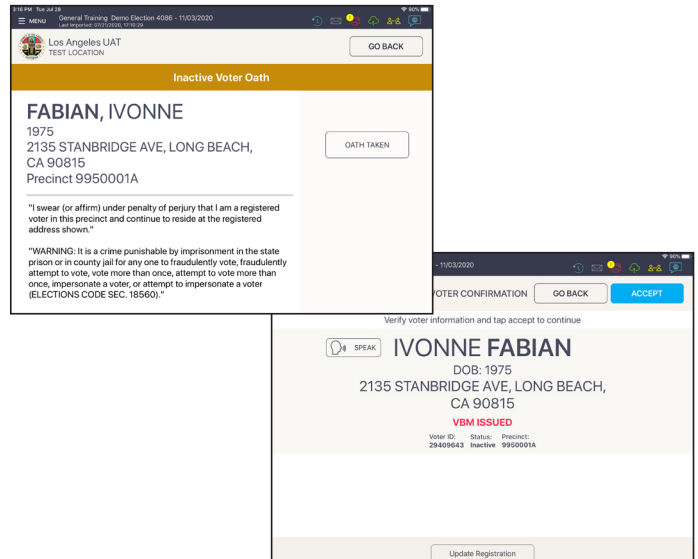 3:16 PM Tue Jul 28
90%
MENU
General Training Demo Election 4086 - 11/03/2020
Last Imported: 07/21/2020, 17:10:29
Los Angeles UAT
TEST LOCATION
GO BACK
Inactive Voter Oath
FABIAN, IVONNE
1975
2135 STANBRIDGE AVE, LONG BEACH,
CA 90815
Precinct 9950001A
OATH TAKEN
"I swear (or affirm) under penalty of perjury that I am a registered
voter in this precinct and continue to reside at the registered
address shown."
"WARNING: It is a crime punishable by imprisonment in the state
prison or in county jail for any one to fraudulently vote, fraudulently
attempt to vote, vote more than once, attempt to vote more than
once, impersonate a voter, or attempt to impersonate a voter
(ELECTIONS CODE SEC. 18560)."
90%
- 11/03/2020
VOTER CONFIRMATION
GO BACK
ACCEPT
Verify voter information and tap accept to continue
SPEAK
IVONNE FABIAN
DOB: 1975
2135 STANBRIDGE AVE, LONG BEACH,
CA 90815
VBM ISSUED
Voter ID: Status: Precinct:
29409643 Inactive 9950001A
Update Registration